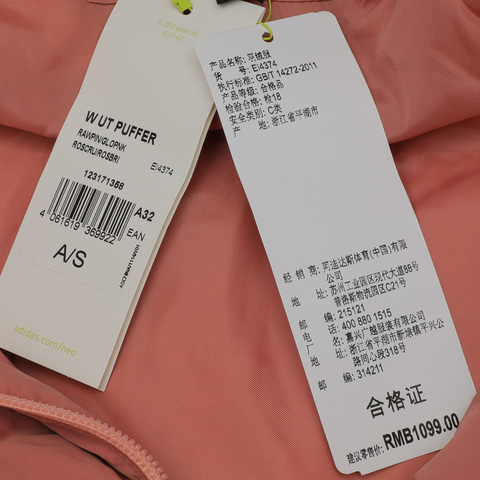 W UT PUFFER
RAWPIN/GLOPNK
ROSCRU/ROSBRI
EI4374
123171358
A32
4 061619 369922
EAN
A/S
adidas.com/neo
产品名称: 羽绒服
货 号: EI4374
执行标准: GB/T 14272-2011
产品等级: 合格品
检验合格: 检18
安全类别: C类
产 地: 浙江省平湖市
经 销 商: 阿迪达斯体育(中国)有限
公司
地 址: 苏州工业园区现代大道88号
普洛斯物流园区C21号
邮 编: 215121
电 话: 400 880 1515
厂 名: 嘉兴广越服装有限公司
地 址: 浙江省平湖市新埭镇平兴公
路同心段318号
邮 编: 314211
合格证
建议零售价: RMB1099.00